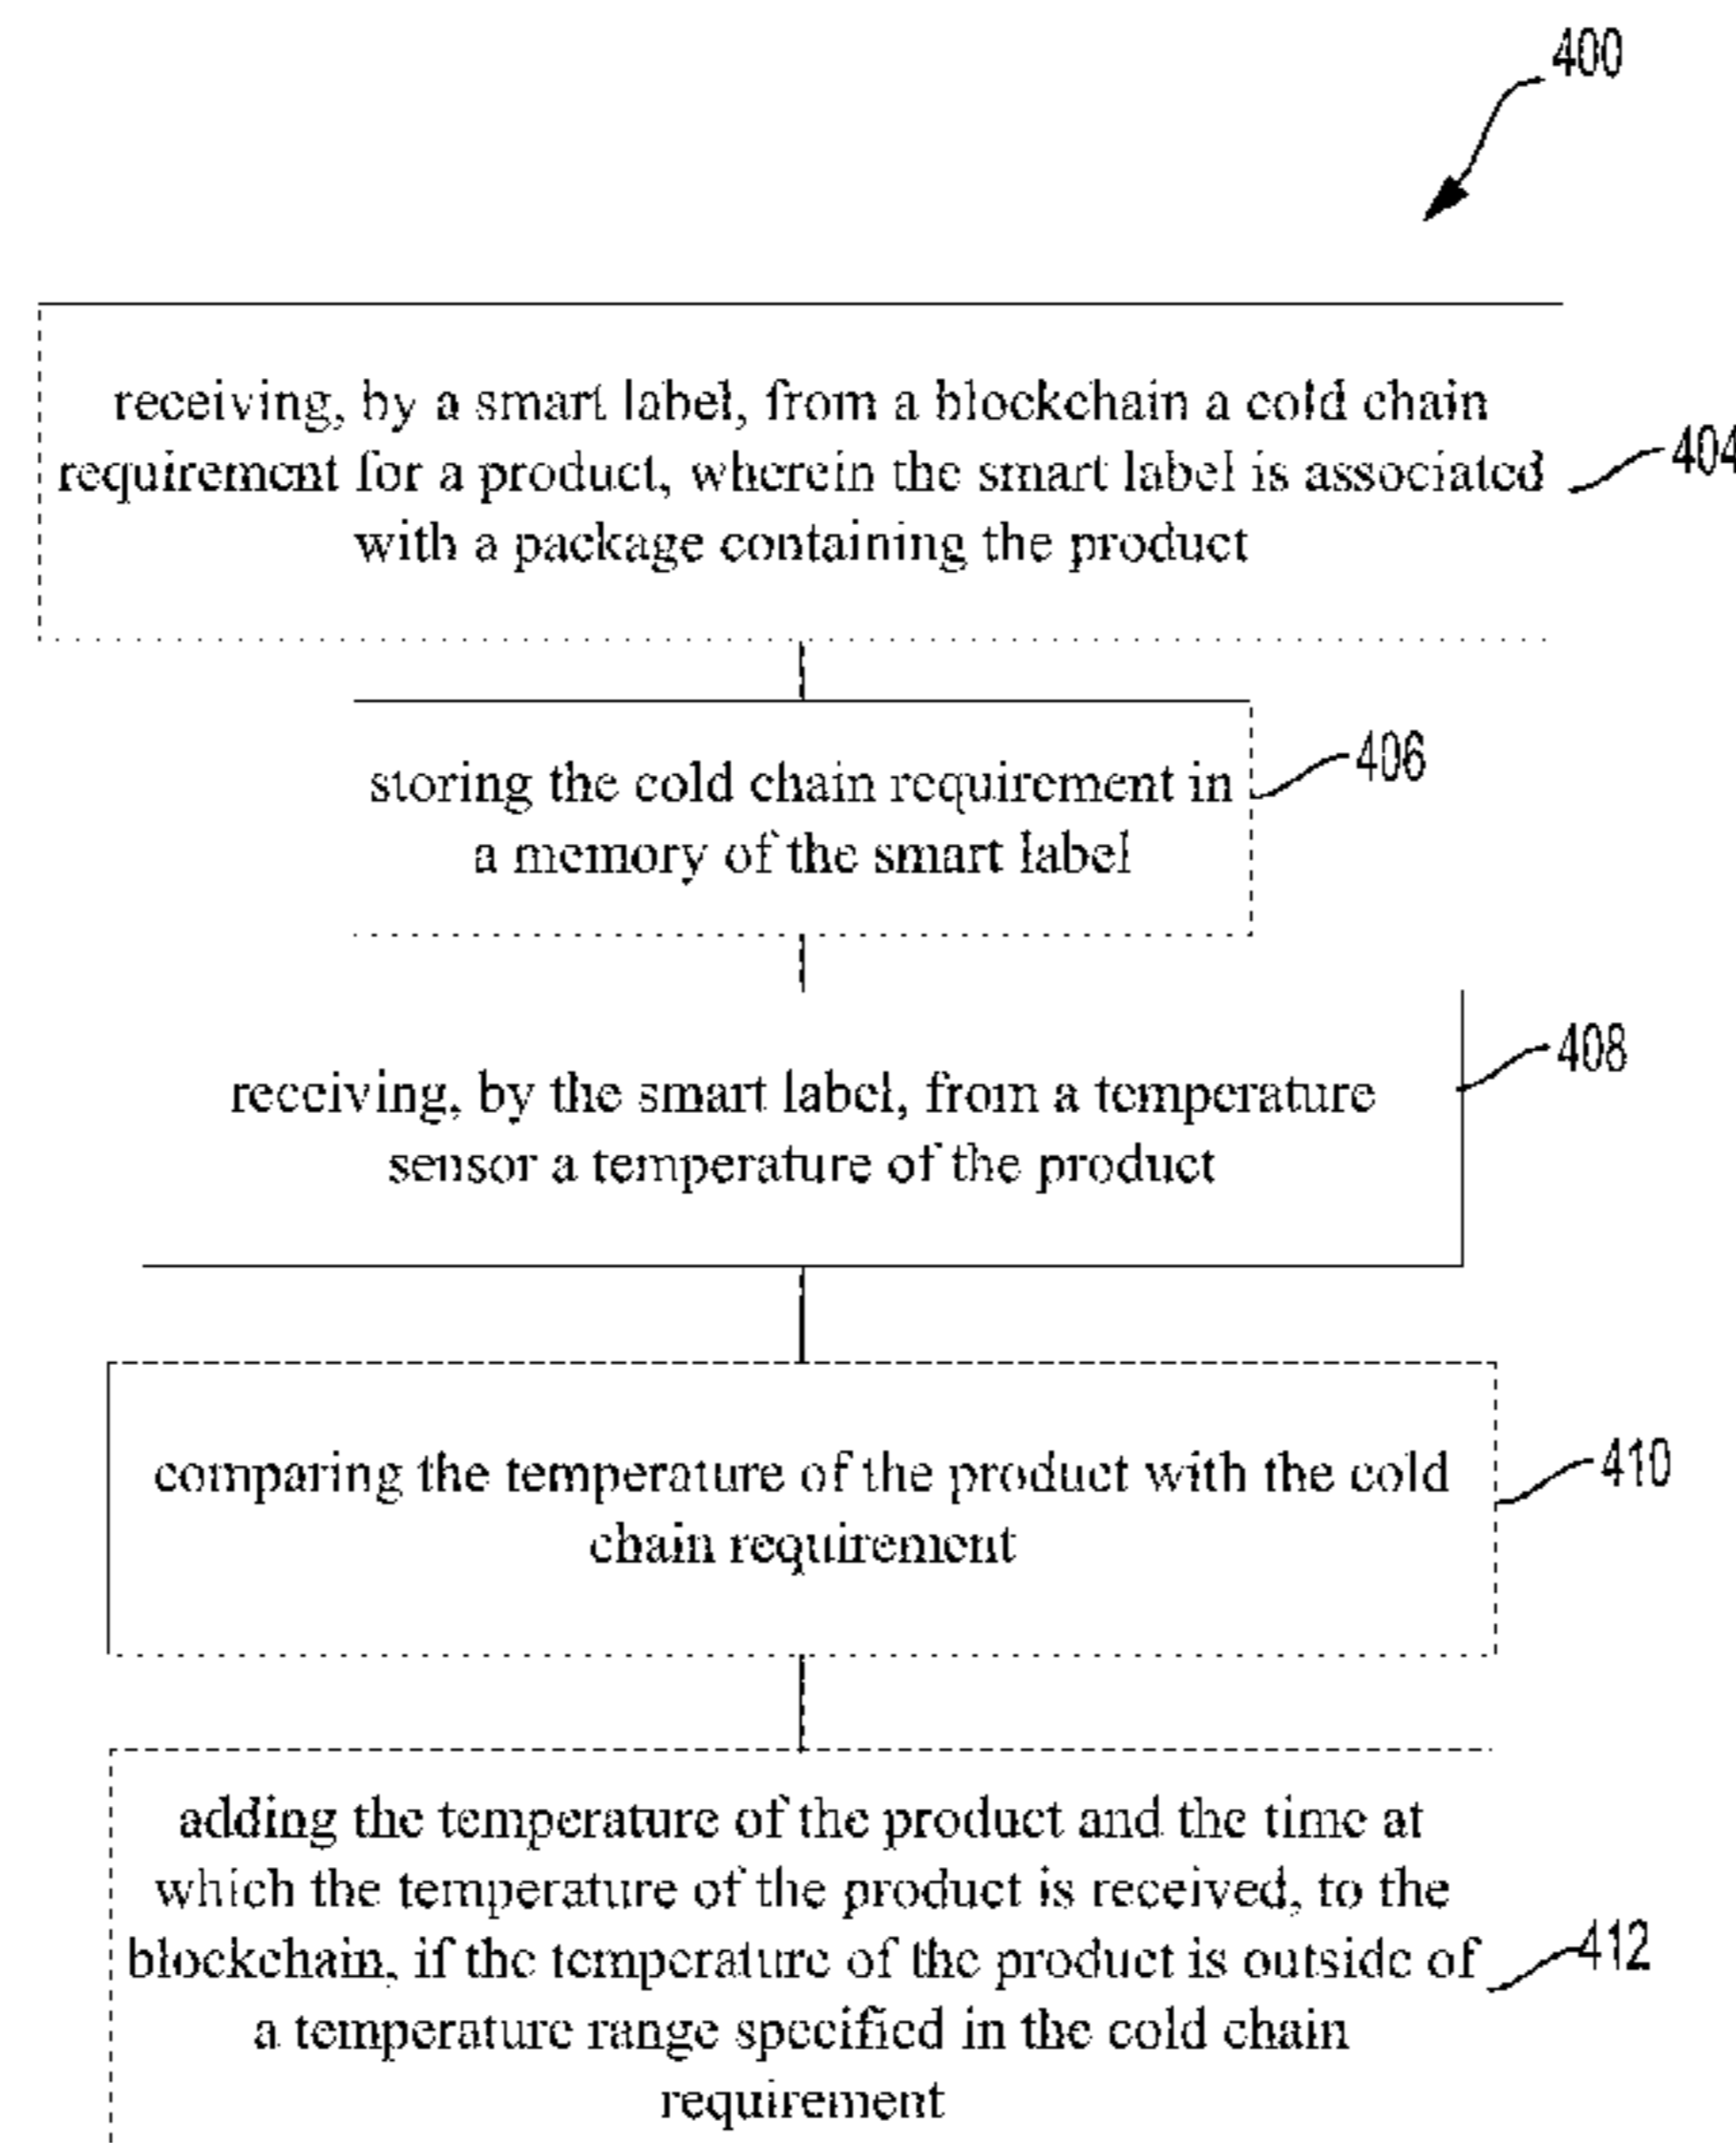 400
receiving, by a smart label, from a blockchain a cold chain
requirement for a product, wherein the smart label is associated
with a package containing the product
404
storing the cold chain requirement in
a memory of the smart label
406
receiving, by the smart label, from a temperature
sensor a temperature of the product
408
comparing the temperature of the product with the cold
chain requirement
410
adding the temperature of the product and the time at
which the temperature of the product is received, to the
blockchain, if the temperature of the product is outside of
a temperature range specified in the cold chain
requirement
412